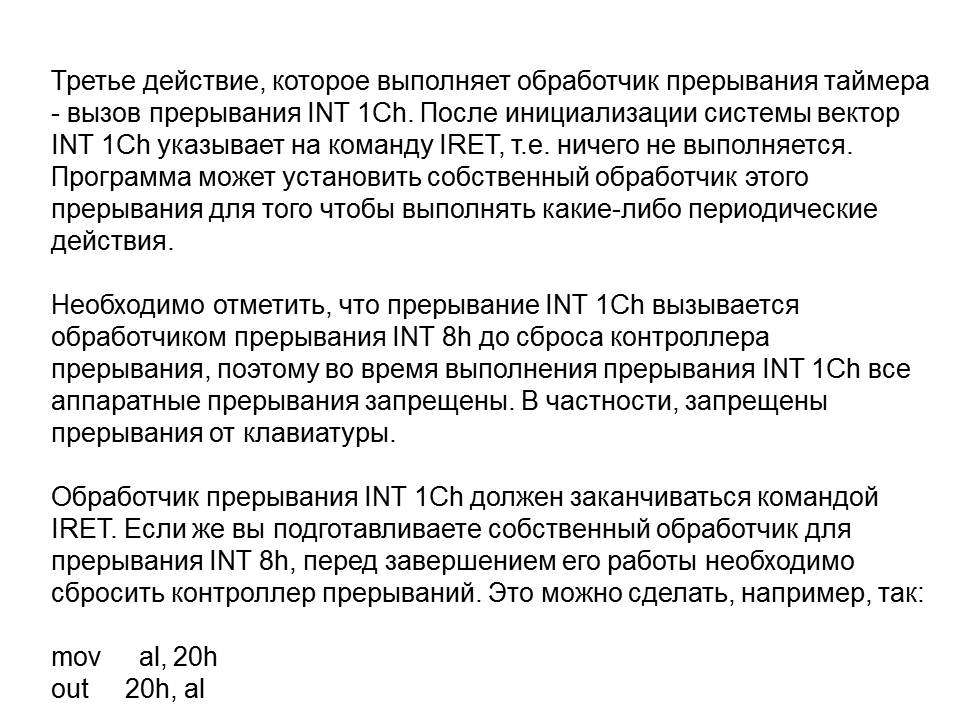 Третье действие, которое выполняет обработчик прерывания таймера
- вызов прерывания INT 1Ch. После инициализации системы вектор
INT 1Ch указывает на команду IRET, т.е. ничего не выполняется.
Программа может установить собственный обработчик этого
прерывания для того чтобы выполнять какие-либо периодические
действия.

Необходимо отметить, что прерывание INT 1Ch вызывается
обработчиком прерывания INT 8h до сброса контроллера
прерывания, поэтому во время выполнения прерывания INT 1Ch все
аппаратные прерывания запрещены. В частности, запрещены
прерывания от клавиатуры.

Обработчик прерывания INT 1Ch должен заканчиваться командой
IRET. Если же вы подготавливаете собственный обработчик для
прерывания INT 8h, перед завершением его работы необходимо
сбросить контроллер прерываний. Это можно сделать, например, так:

mov al, 20h
out 20h, al